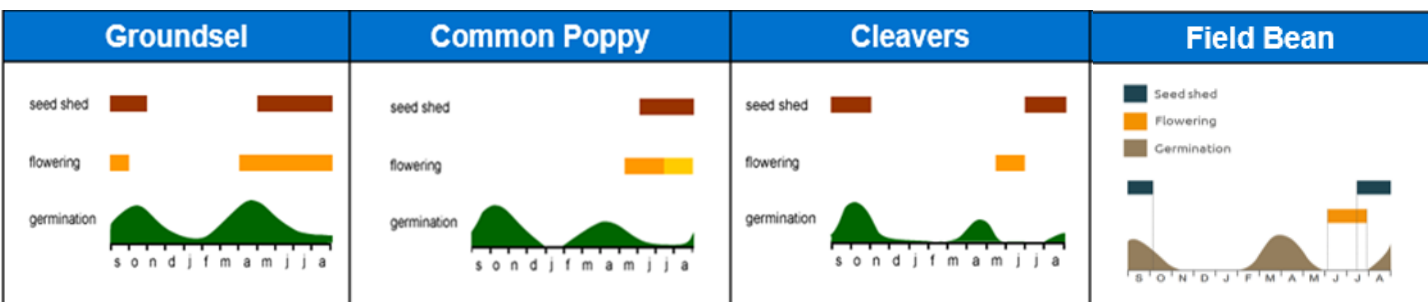 Groundsel
seed shed
flowering
germination
s o n d j f m a m j j a
Common Poppy
seed shed
flowering
germination
s o n d j f m a m j j a
Cleavers
seed shed
flowering
germination
s o n d j f m a m j j a
Field Bean
Seed shed
Flowering
Germination
S O N D J F M A M J J A